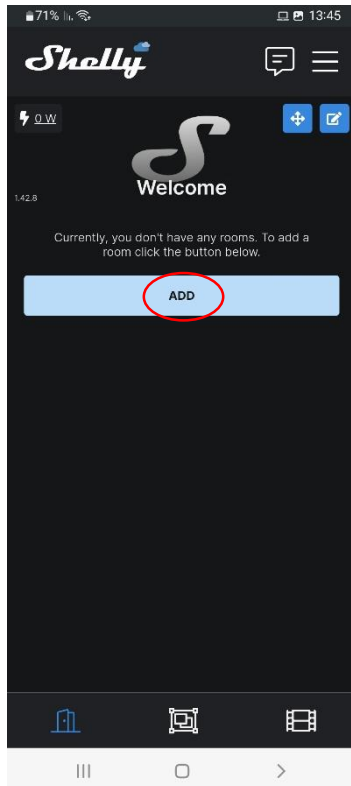 71% 13:45
Shelly
0 W
Welcome
1.42.8
Currently, you don't have any rooms. To add a
room click the button below.
ADD